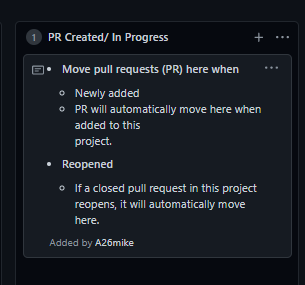 1 PR Created/ In Progress
Move pull requests (PR) here when
Newly added
PR will automatically move here when
added to this
project.
Reopened
If a closed pull request in this project
reopens, it will automatically move
here.
Added by A26mike